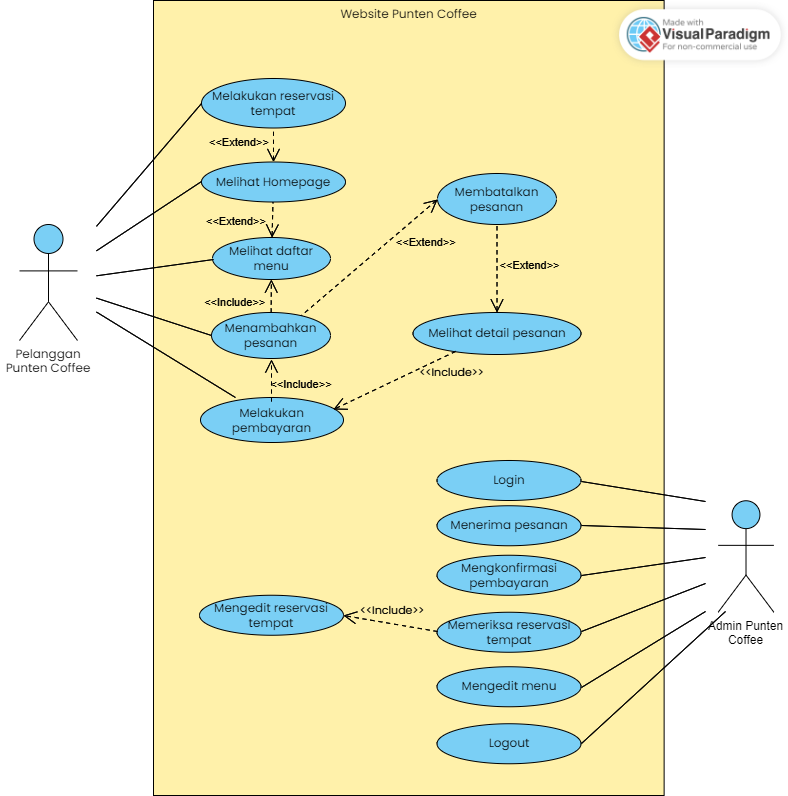 Website Punten Coffee
Made with
Visual Paradigm
For non-commercial use
Melakukan reservasi
tempat
<<Extend>>
Melihat Homepage
<<Extend>>
Melihat daftar
menu
<<Include>>
Menambahkan
pesanan
<<Include>>
Melakukan
pembayaran
Membatalkan
pesanan
<<Extend>>
<<Extend>>
Melihat detail pesanan
<<Include>>
Pelanggan
Punten Coffee
Login
Menerima pesanan
Mengkonfirmasi
pembayaran
Mengedit reservasi
tempat
<<Include>>
Memeriksa reservasi
tempat
Mengedit menu
Logout
Admin Punten
Coffee